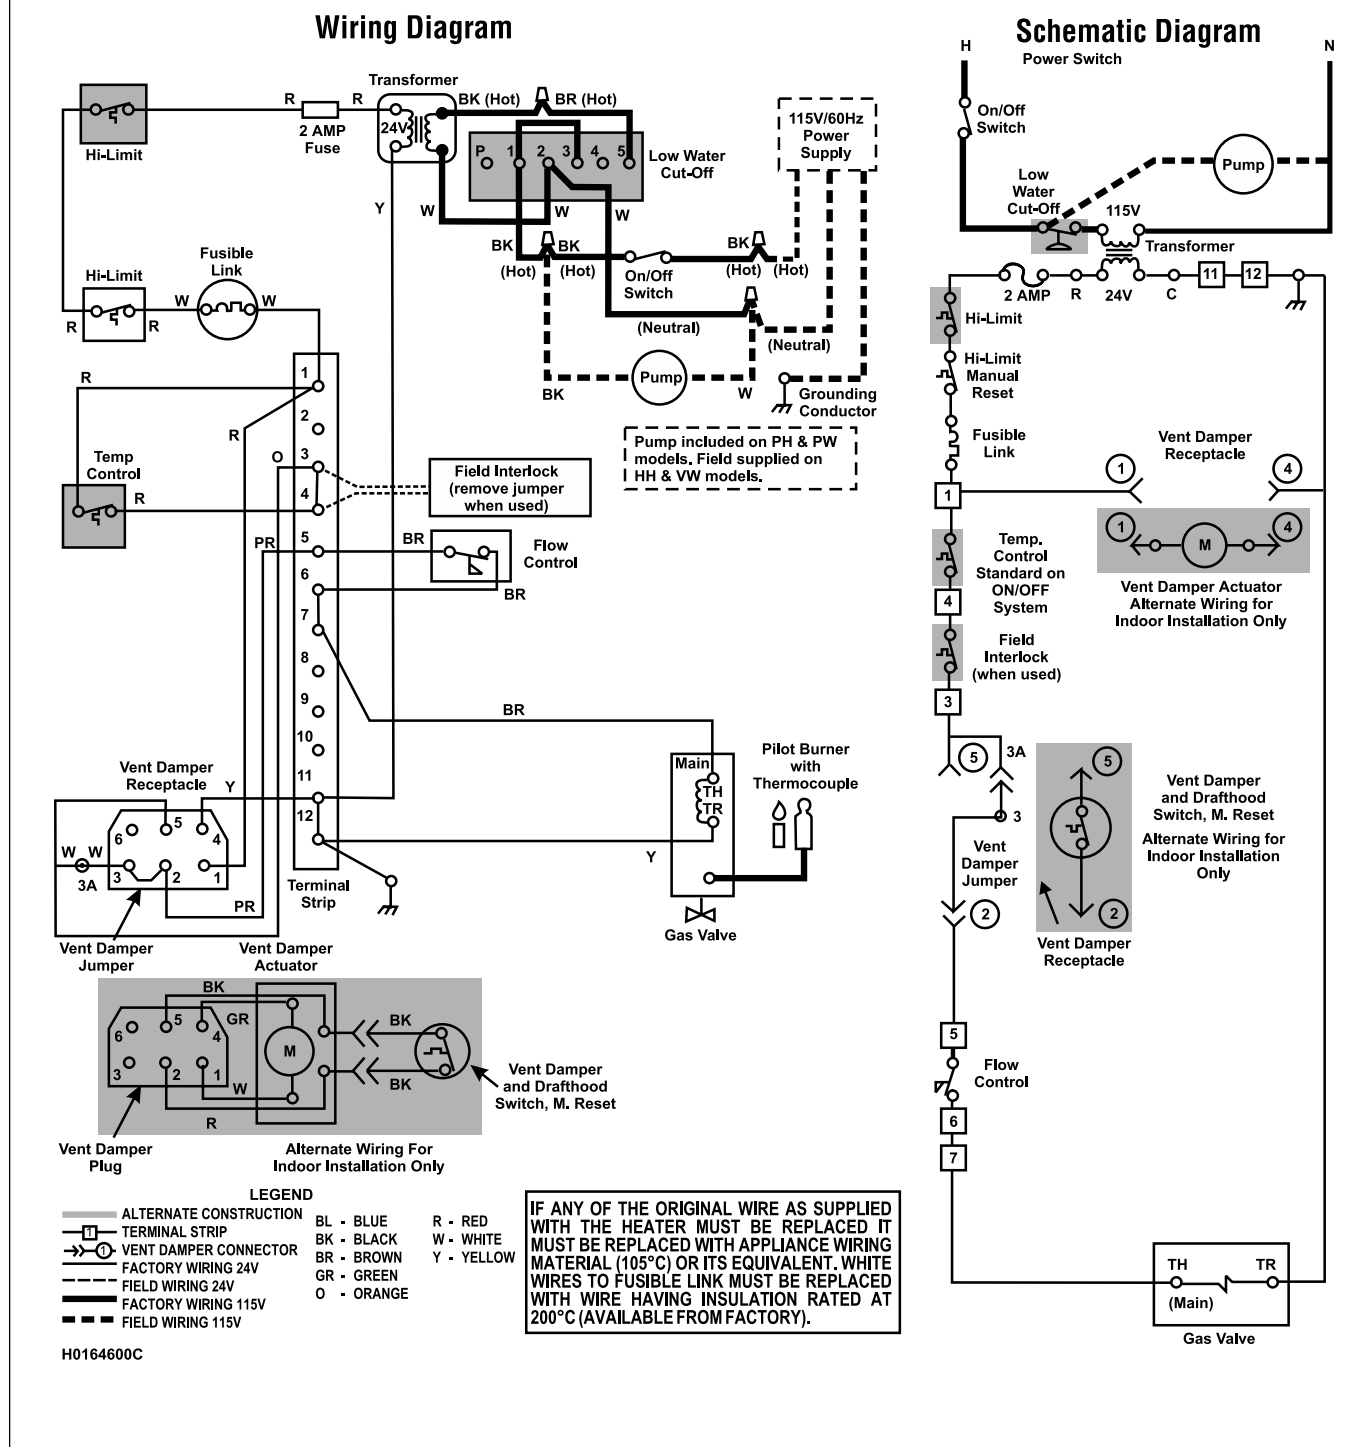 Wiring Diagram
Transformer
R
R
2 AMP
Fuse
24V
BK (Hot)
BR (Hot)
115V/60Hz
Power
Supply
Hi-Limit
P
1
2
3
4
5
Low Water
Cut-Off
Y
W
W
W
BK
(Hot)
BK
(Hot)
On/Off
Switch
BK
(Hot)
(Hot)
(Neutral)
(Neutral)
Fusible
Link
Hi-Limit
W
W
R
R
Pump
BK
W
Grounding
Conductor
Pump included on PH & PW
models. Field supplied on
HH & VW models.
R
R
O
Temp
Control
R
1
2
3
4
5
6
7
8
9
10
11
12
Field Interlock
(remove jumper
when used)
PR
BR
Flow
Control
BR
BR
Pilot Burner
with
Thermocouple
Main
TH
TR
Y
Gas Valve
Vent Damper
Receptacle
Y
6
5
4
W
W
3A
3
2
1
PR
Terminal
Strip
Vent Damper
Jumper
Vent Damper
Actuator
BK
GR
6
5
4
3
2
1
M
W
R
BK
BK
Vent Damper
and Drafthood
Switch, M. Reset
Vent Damper
Plug
Alternate Wiring For
Indoor Installation Only
LEGEND
ALTERNATE CONSTRUCTION
1 TERMINAL STRIP
1 VENT DAMPER CONNECTOR
FACTORY WIRING 24V
FIELD WIRING 24V
FACTORY WIRING 115V
FIELD WIRING 115V
BL - BLUE
BK - BLACK
BR - BROWN
GR - GREEN
O - ORANGE
R - RED
W - WHITE
Y - YELLOW
H0164600C
IF ANY OF THE ORIGINAL WIRE AS SUPPLIED
WITH THE HEATER MUST BE REPLACED IT
MUST BE REPLACED WITH APPLIANCE WIRING
MATERIAL (105°C) OR ITS EQUIVALENT. WHITE
WIRES TO FUSIBLE LINK MUST BE REPLACED
WITH WIRE HAVING INSULATION RATED AT
200°C (AVAILABLE FROM FACTORY).
Schematic Diagram
H
Power Switch
N
On/Off
Switch
Pump
Low
Water
Cut-Off
115V
Transformer
2 AMP
R
24V
C
11
12
Hi-Limit
Hi-Limit
Manual
Reset
Fusible
Link
Vent Damper
Receptacle
1
4
1
1
M
4
Temp.
Control
Standard on
ON/OFF
System
Vent Damper Actuator
Alternate Wiring for
Indoor Installation Only
4
Field
Interlock
(when used)
3
5
3A
3
5
Vent Damper
and Drafthood
Switch, M. Reset
Alternate Wiring for
Indoor Installation
Only
Vent
Damper
Jumper
2
2
Vent Damper
Receptacle
5
Flow
Control
6
7
TH
TR
(Main)
Gas Valve